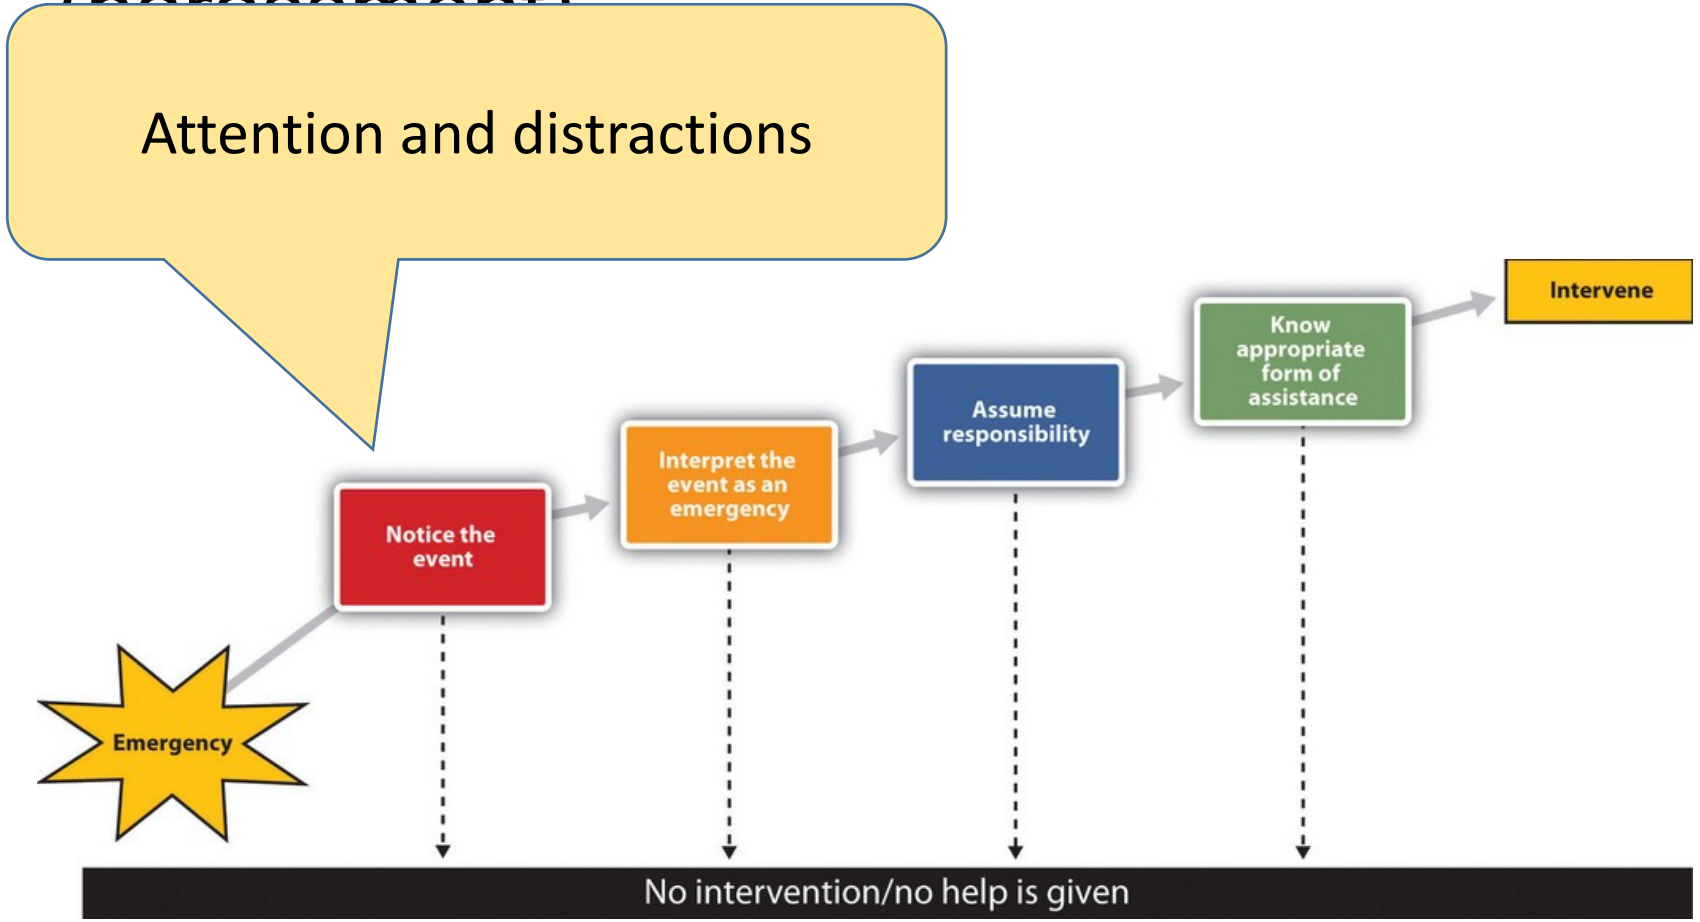 Attention and distractions
Intervene
Know
appropriate
form of
assistance
Assume
responsibility
Interpret the
event as an
emergency
Notice the
event
Emergency
No intervention/no help is given